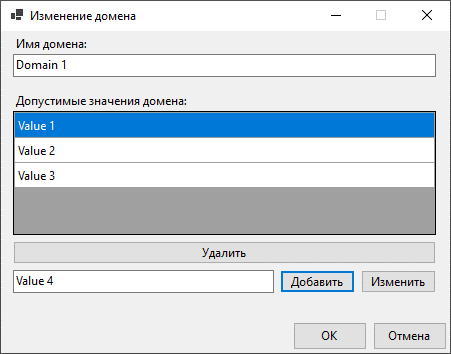 Изменение домена
Имя домена:
Domain 1
Допустимые значения домена:
Value 1
Value 2
Value 3
Удалить
Value 4 Добавить Изменить
OK Отмена